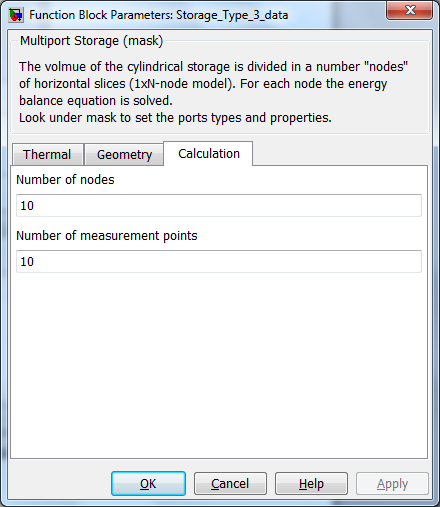 Function Block Parameters: Storage_Type_3_data
Multiport Storage (mask)
The volmue of the cylindrical storage is divided in a number "nodes"
of horizontal slices (1xN-node model). For each node the energy
balance equation is solved.
Look under mask to set the ports types and properties.
Thermal Geometry Calculation
Number of nodes
10
Number of measurement points
10
OK Cancel Help Apply